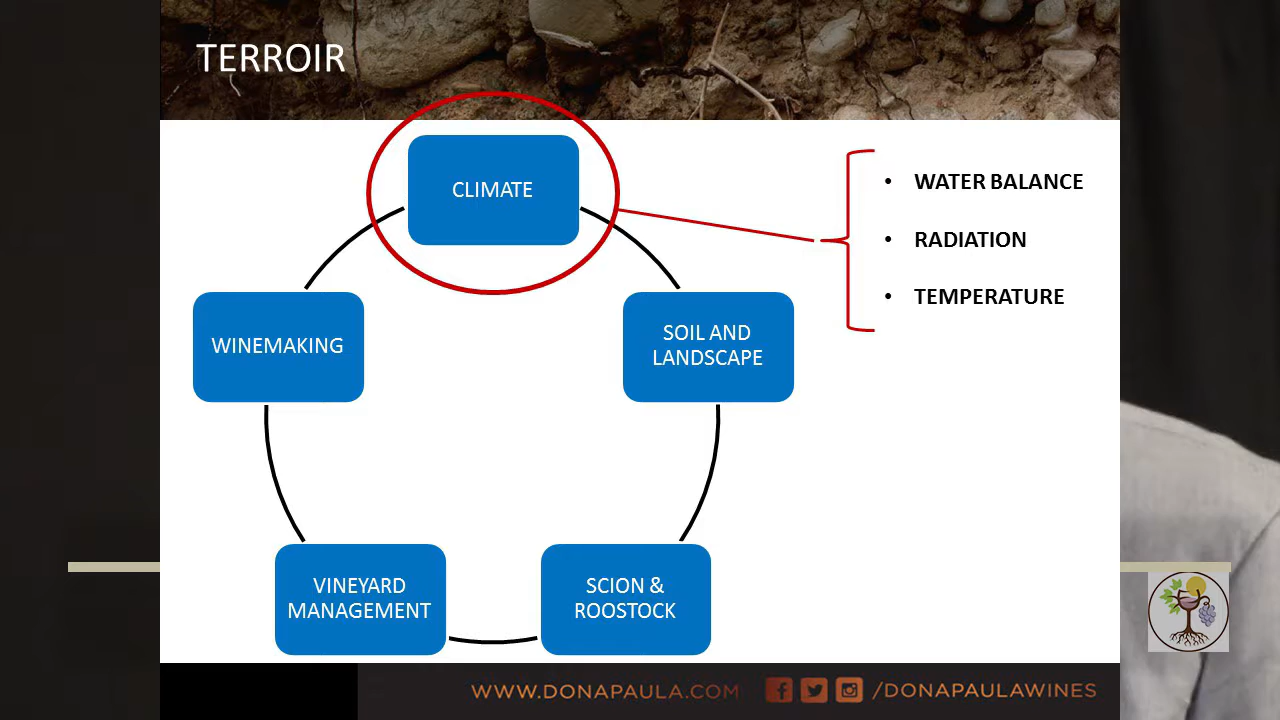 TERROIR
CLIMATE
• WATER BALANCE
• RADIATION
• TEMPERATURE
WINEMAKING
SOIL AND
LANDSCAPE
VINEYARD
MANAGEMENT
SCION &
ROOSTOCK
WWW.DONAPAULA.COM
/DONAPAULAWINES